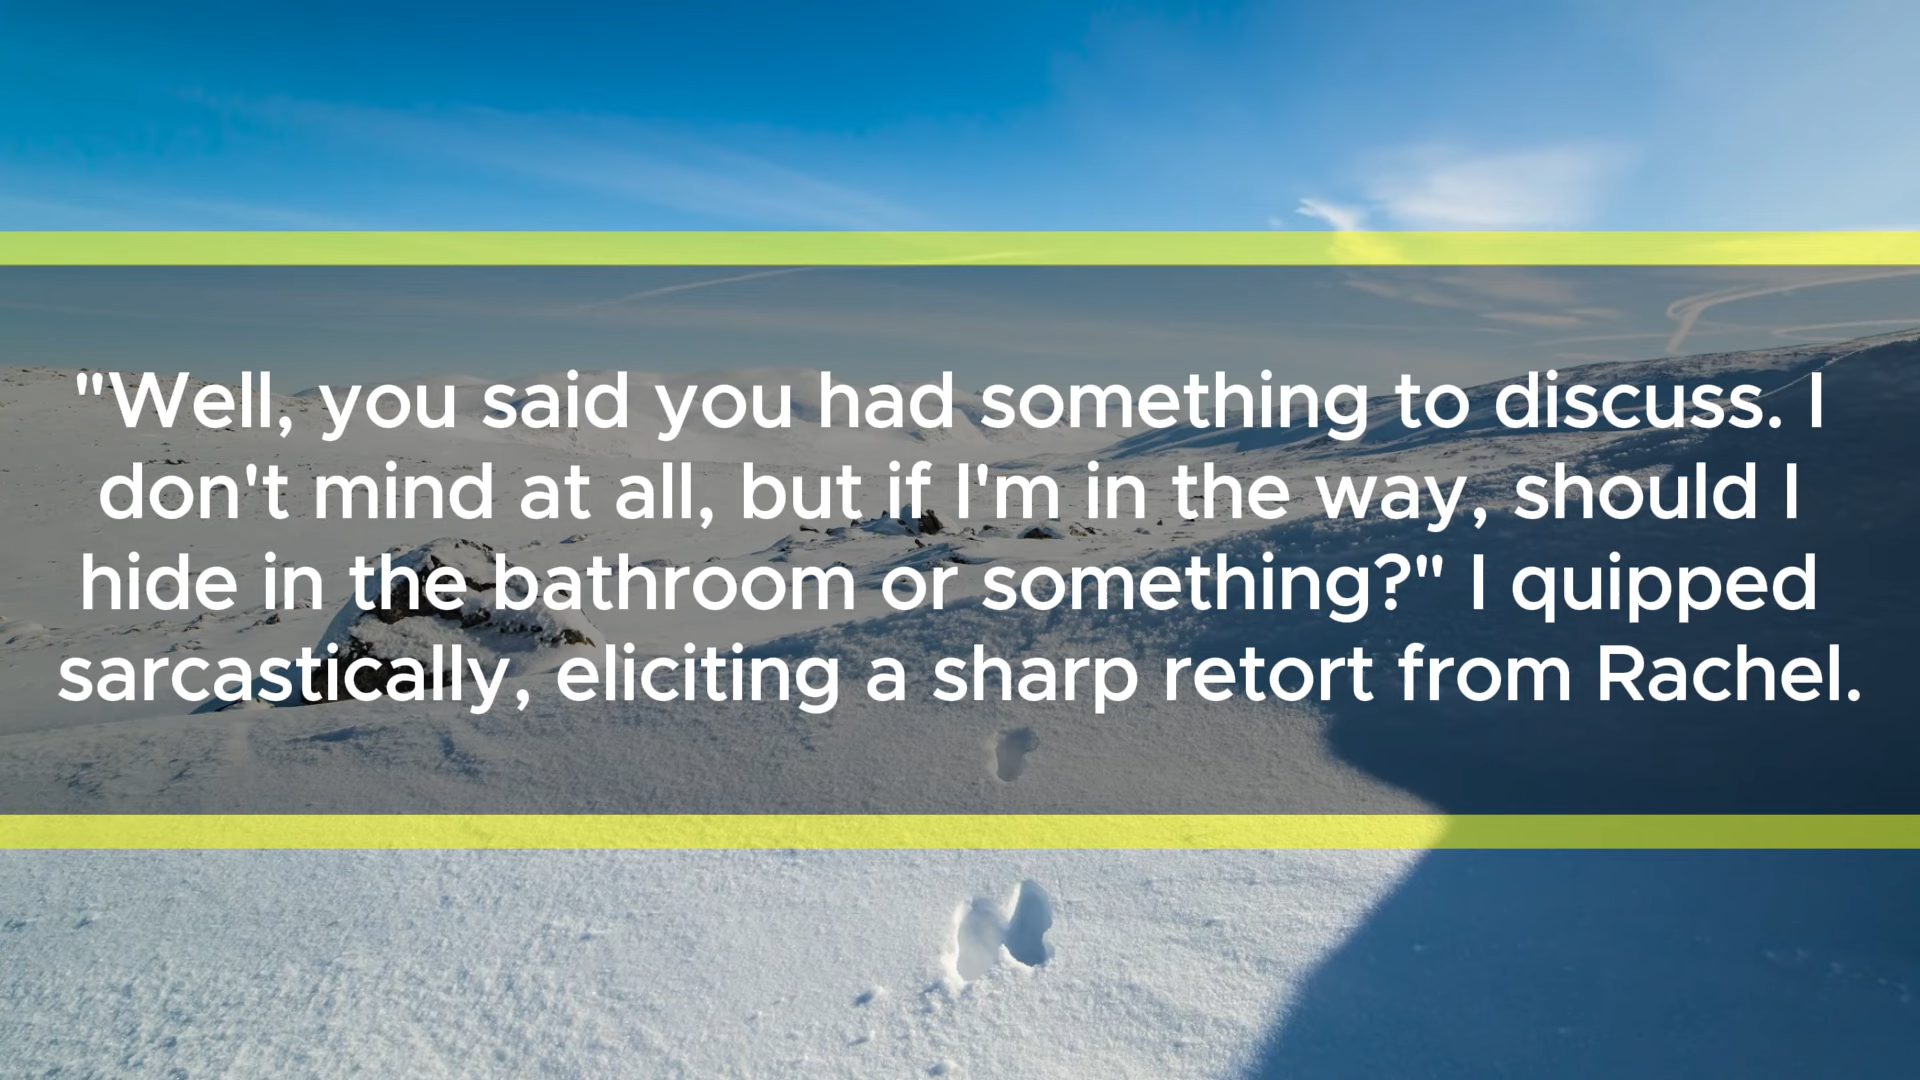 "Well, you said you had something to discuss. I
don't mind at all, but if I'm in the way, should I
hide in the bathroom or something?" I quipped
sarcastically, eliciting a sharp retort from Rachel.